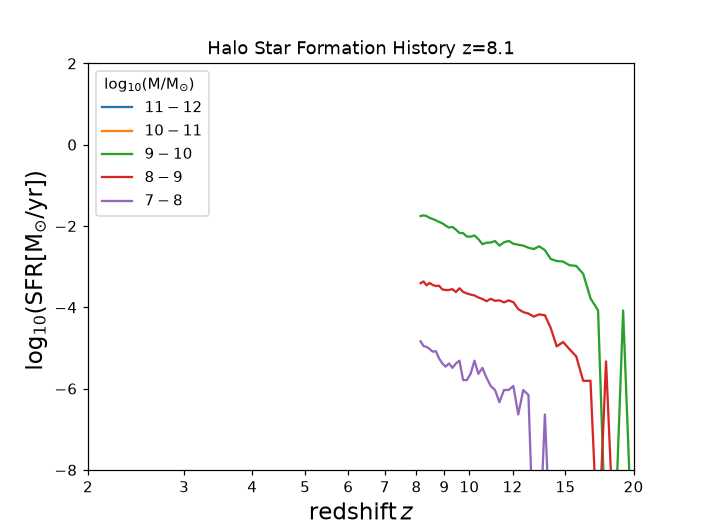 Halo Star Formation History z=8.1
log₁₀(SFR[M⊙/yr])
2
0
−2
−4
−6
−8
log₁₀(M/M⊙)
11 − 12
10 − 11
9 − 10
8 − 9
7 − 8
2 3 4 5 6 7 8 9 10 12 15 20
redshift z